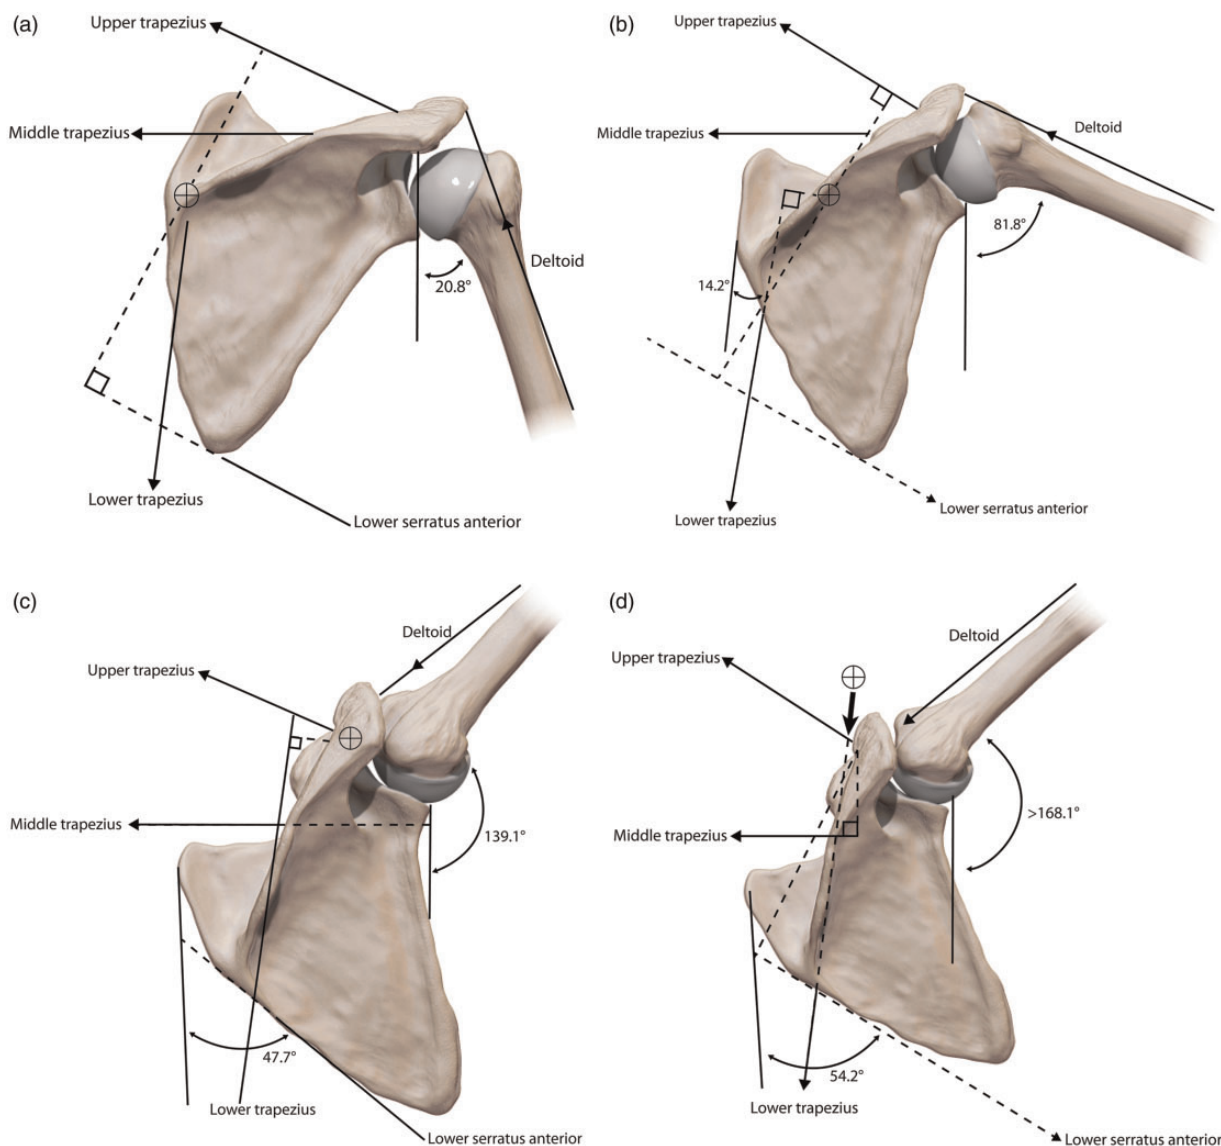 (a)
Upper trapezius
Middle trapezius
Deltoid
20.8°
Lower trapezius
Lower serratus anterior
(b)
Upper trapezius
Deltoid
Middle trapezius
81.8°
14.2°
Lower serratus anterior
Lower trapezius
(c)
Deltoid
Upper trapezius
Middle trapezius
139.1°
47.7°
Lower trapezius
Lower serratus anterior
(d)
Deltoid
Upper trapezius
>168.1°
Middle trapezius
54.2°
Lower trapezius
Lower serratus anterior